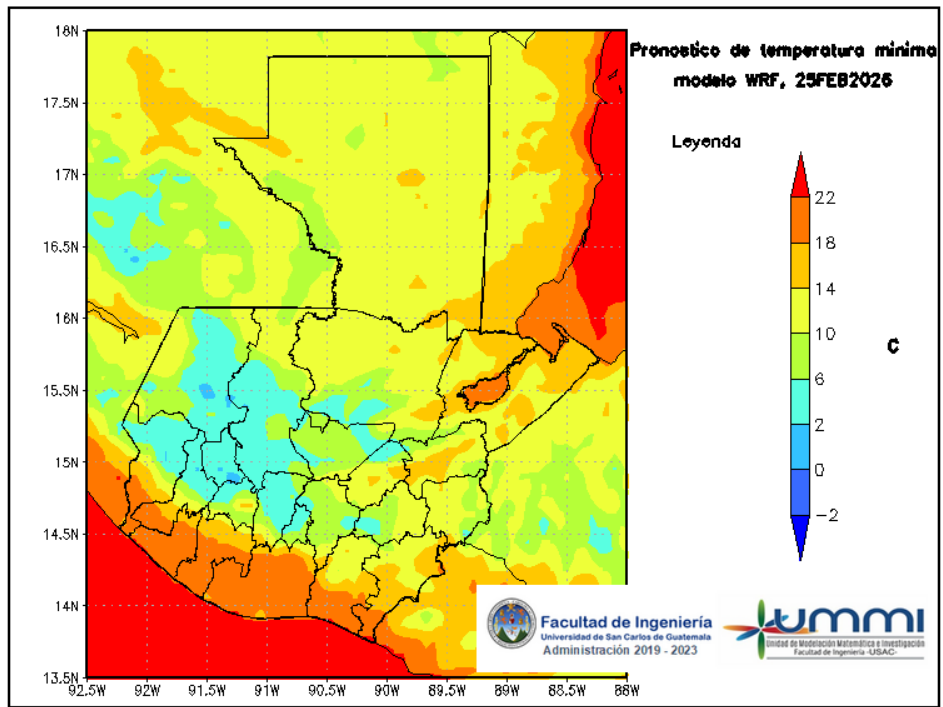 Pronostico de temperatura minima
modelo WRF, 25FEB2026
Leyenda
22
18
14
10
6
2
0
−2
C
18N
17.5N
17N
16.5N
16N
15.5N
15N
14.5N
14N
13.5N
92.5W
92W
91.5W
91W
90.5W
90W
89.5W
89W
88.5W
88W
Facultad de Ingeniería
Universidad de San Carlos de Guatemala
Administración 2019 - 2023
UMMI
Unidad de Modelación Matemática e Investigación
Facultad de Ingeniería -USAC-